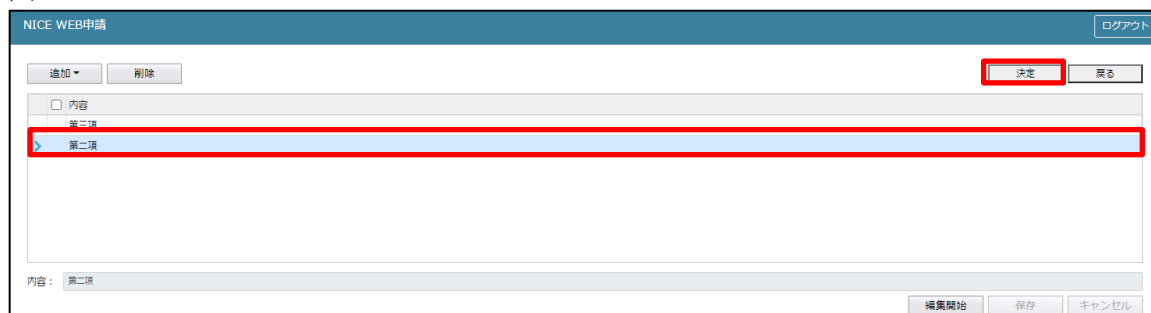 NICE WEB申請 ログアウト
追加 削除 決定 戻る
内容
第三項
第二項
内容： 第二項
編集開始 保存 キャンセル